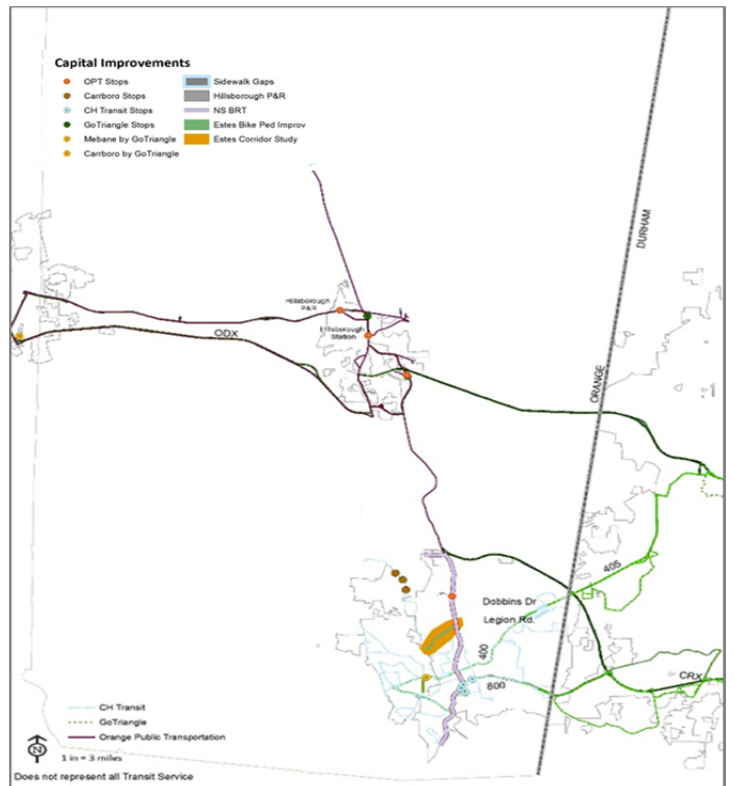 Capital Improvements
OPT Stops
Carrboro Stops
CH Transit Stops
GoTriangle Stops
Mebane by GoTriangle
Carrboro by GoTriangle
Sidewalk Gaps
Hillsborough P&R
NS BRT
Estes Bike Ped Improv
Estes Corridor Study
DURHAM
ORANGE
Hillsborough
P&R
Hillsborough
Station
ODX
405
Dobbins Dr
Legion Rd.
400
800
CRX
CH Transit
GoTriangle
Orange Public Transportation
N
1 in = 3 miles
Does not represent all Transit Service